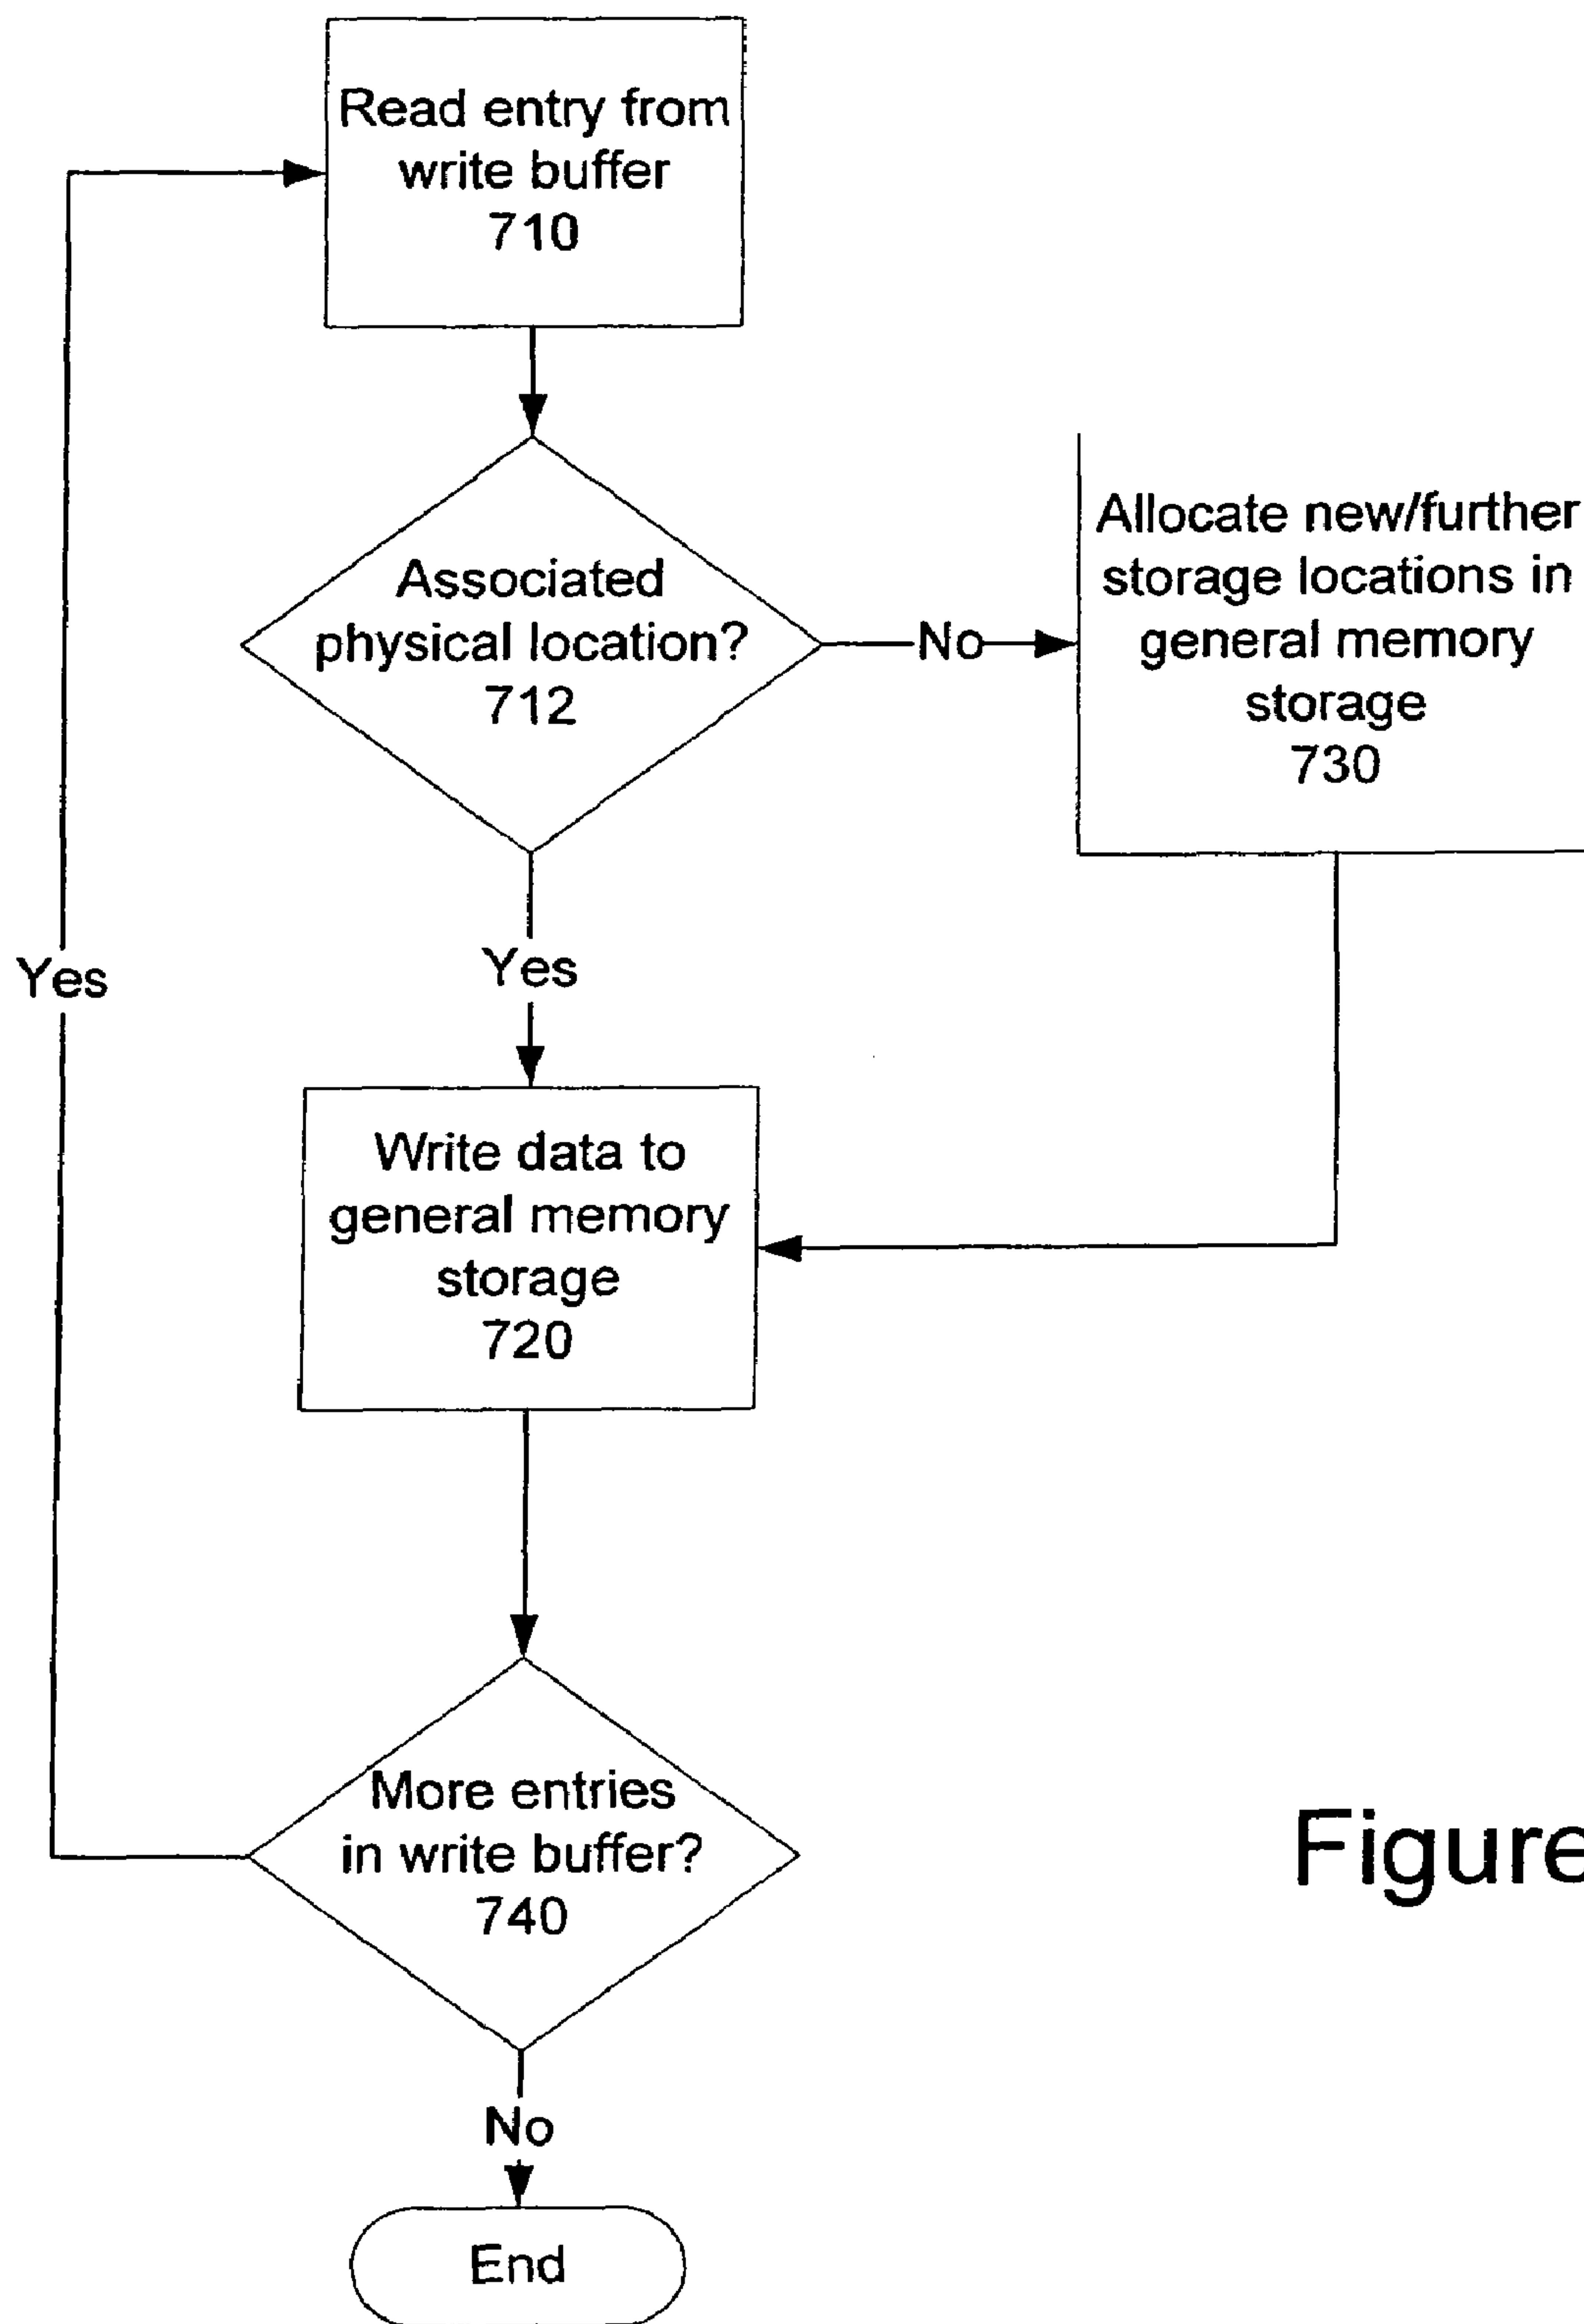 Read entry from
write buffer
710
Associated
physical location?
712
No
Allocate new/further
storage locations in
general memory
storage
730
Yes
Yes
Write data to
general memory
storage
720
More entries
in write buffer?
740
Figure
No
End